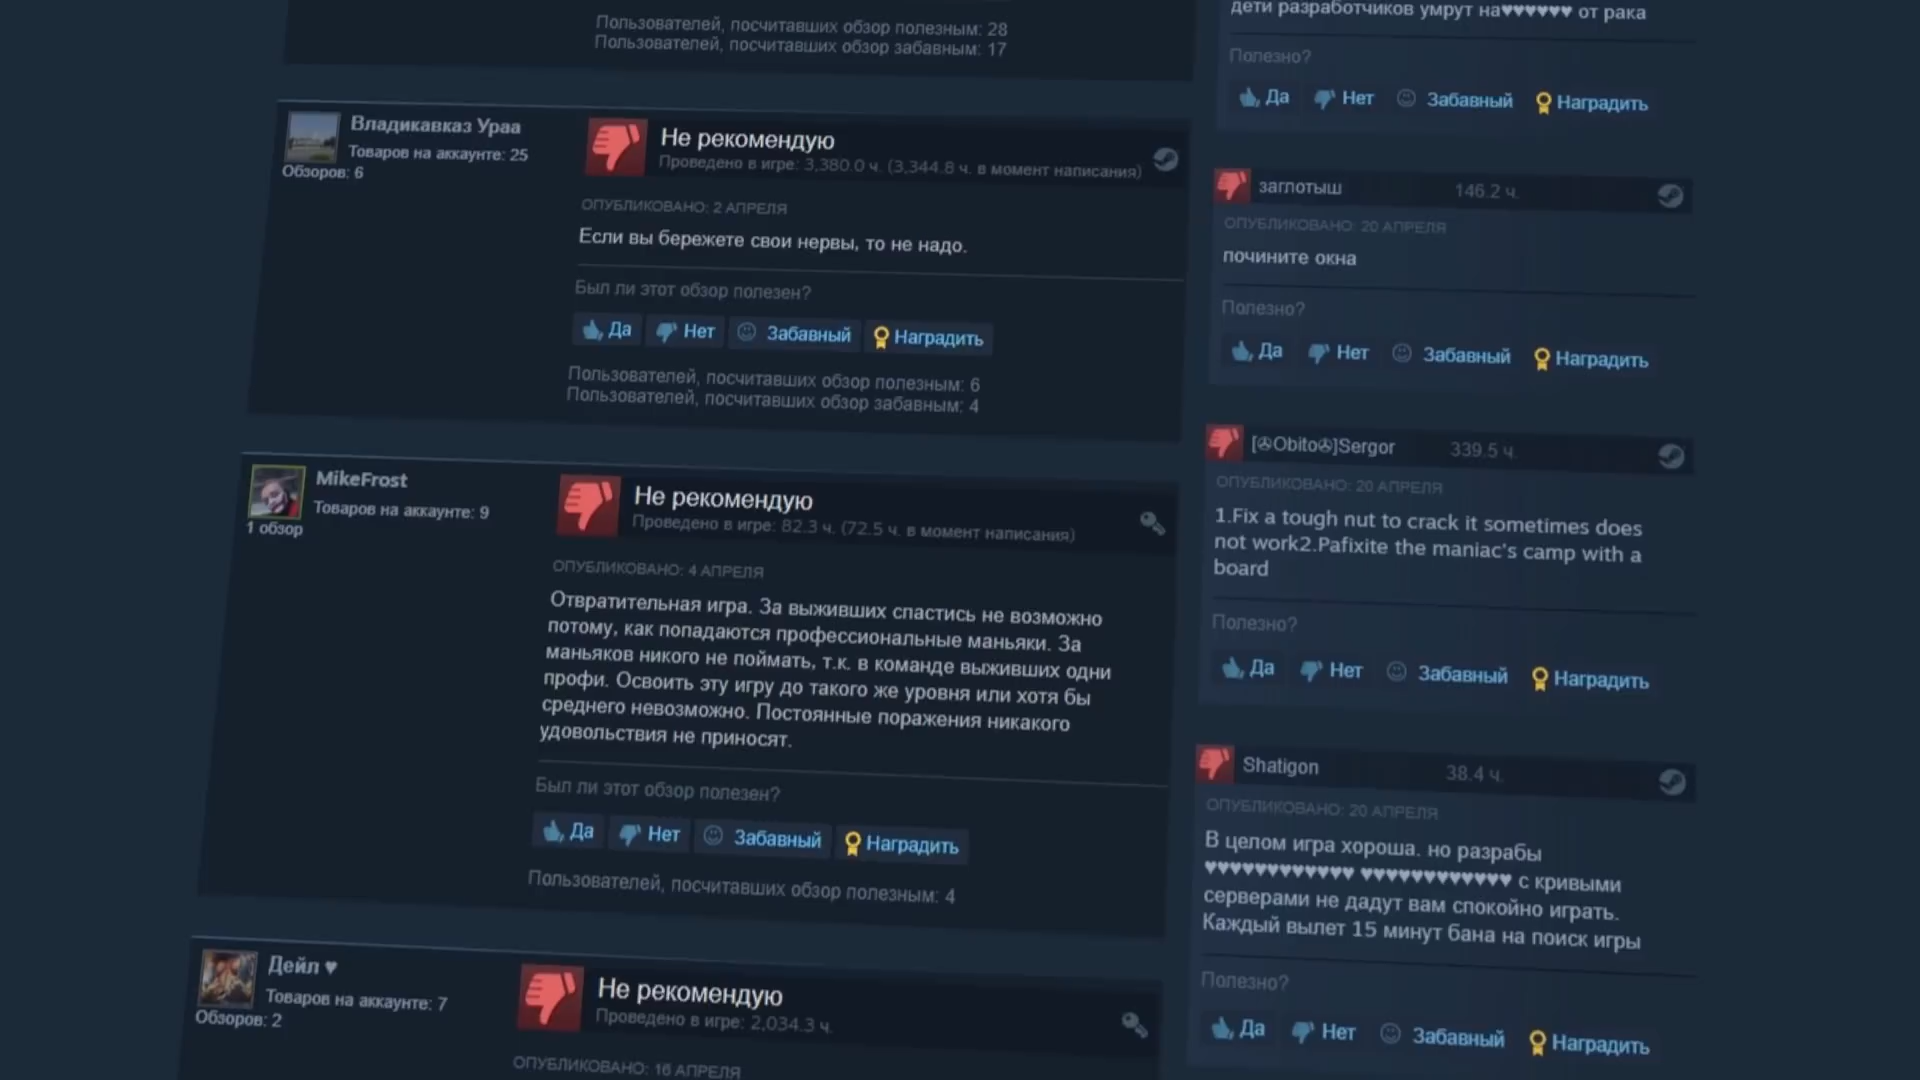 Пользователей, посчитавших обзор полезным: 28
Пользователей, посчитавших обзор забавным: 17
Владикавказ Ураа
Товаров на аккаунте: 25
Обзоров: 6
Не рекомендую
Проведено в игре: 3,380.0 ч. (3,344.8 ч. в момент написания)
ОПУБЛИКОВАНО: 2 АПРЕЛЯ
Если вы бережете свои нервы, то не надо.
Был ли этот обзор полезен?
Да Нет Забавный Наградить
Пользователей, посчитавших обзор полезным: 6
Пользователей, посчитавших обзор забавным: 4
MikeFrost
Товаров на аккаунте: 9
1 обзор
Не рекомендую
Проведено в игре: 82.3 ч. (72.5 ч. в момент написания)
ОПУБЛИКОВАНО: 4 АПРЕЛЯ
Отвратительная игра. За выживших спастись не возможно
потому, как попадаются профессиональные маньяки. За
маньяков никого не поймать, т.к. в команде выживших одни
профи. Освоить эту игру до такого же уровня или хотя бы
среднего невозможно. Постоянные поражения никакого
удовольствия не приносят.
Был ли этот обзор полезен?
Да Нет Забавный Наградить
Пользователей, посчитавших обзор полезным: 4
Дейл ♥
Товаров на аккаунте: 7
Обзоров: 2
Не рекомендую
Проведено в игре: 2,034.3 ч.
ОПУБЛИКОВАНО: 16 АПРЕЛЯ
дети разработчиков умрут на♥♥♥♥♥♥ от рака
Полезно?
Да Нет Забавный Наградить
заглотыш 146.2 ч.
ОПУБЛИКОВАНО: 20 АПРЕЛЯ
почините окна
Полезно?
Да Нет Забавный Наградить
[✇Obito✇]Sergor 339.5 ч.
ОПУБЛИКОВАНО: 20 АПРЕЛЯ
1.Fix a tough nut to crack it sometimes does
not work2.Pafixite the maniac's camp with a
board
Полезно?
Да Нет Забавный Наградить
Shatigon 38.4 ч.
ОПУБЛИКОВАНО: 20 АПРЕЛЯ
В целом игра хороша. но разрабы
♥♥♥♥♥♥♥♥♥♥♥♥ ♥♥♥♥♥♥♥♥♥♥♥♥ с кривыми
серверами не дадут вам спокойно играть.
Каждый вылет 15 минут бана на поиск игры
Полезно?
Да Нет Забавный Наградить